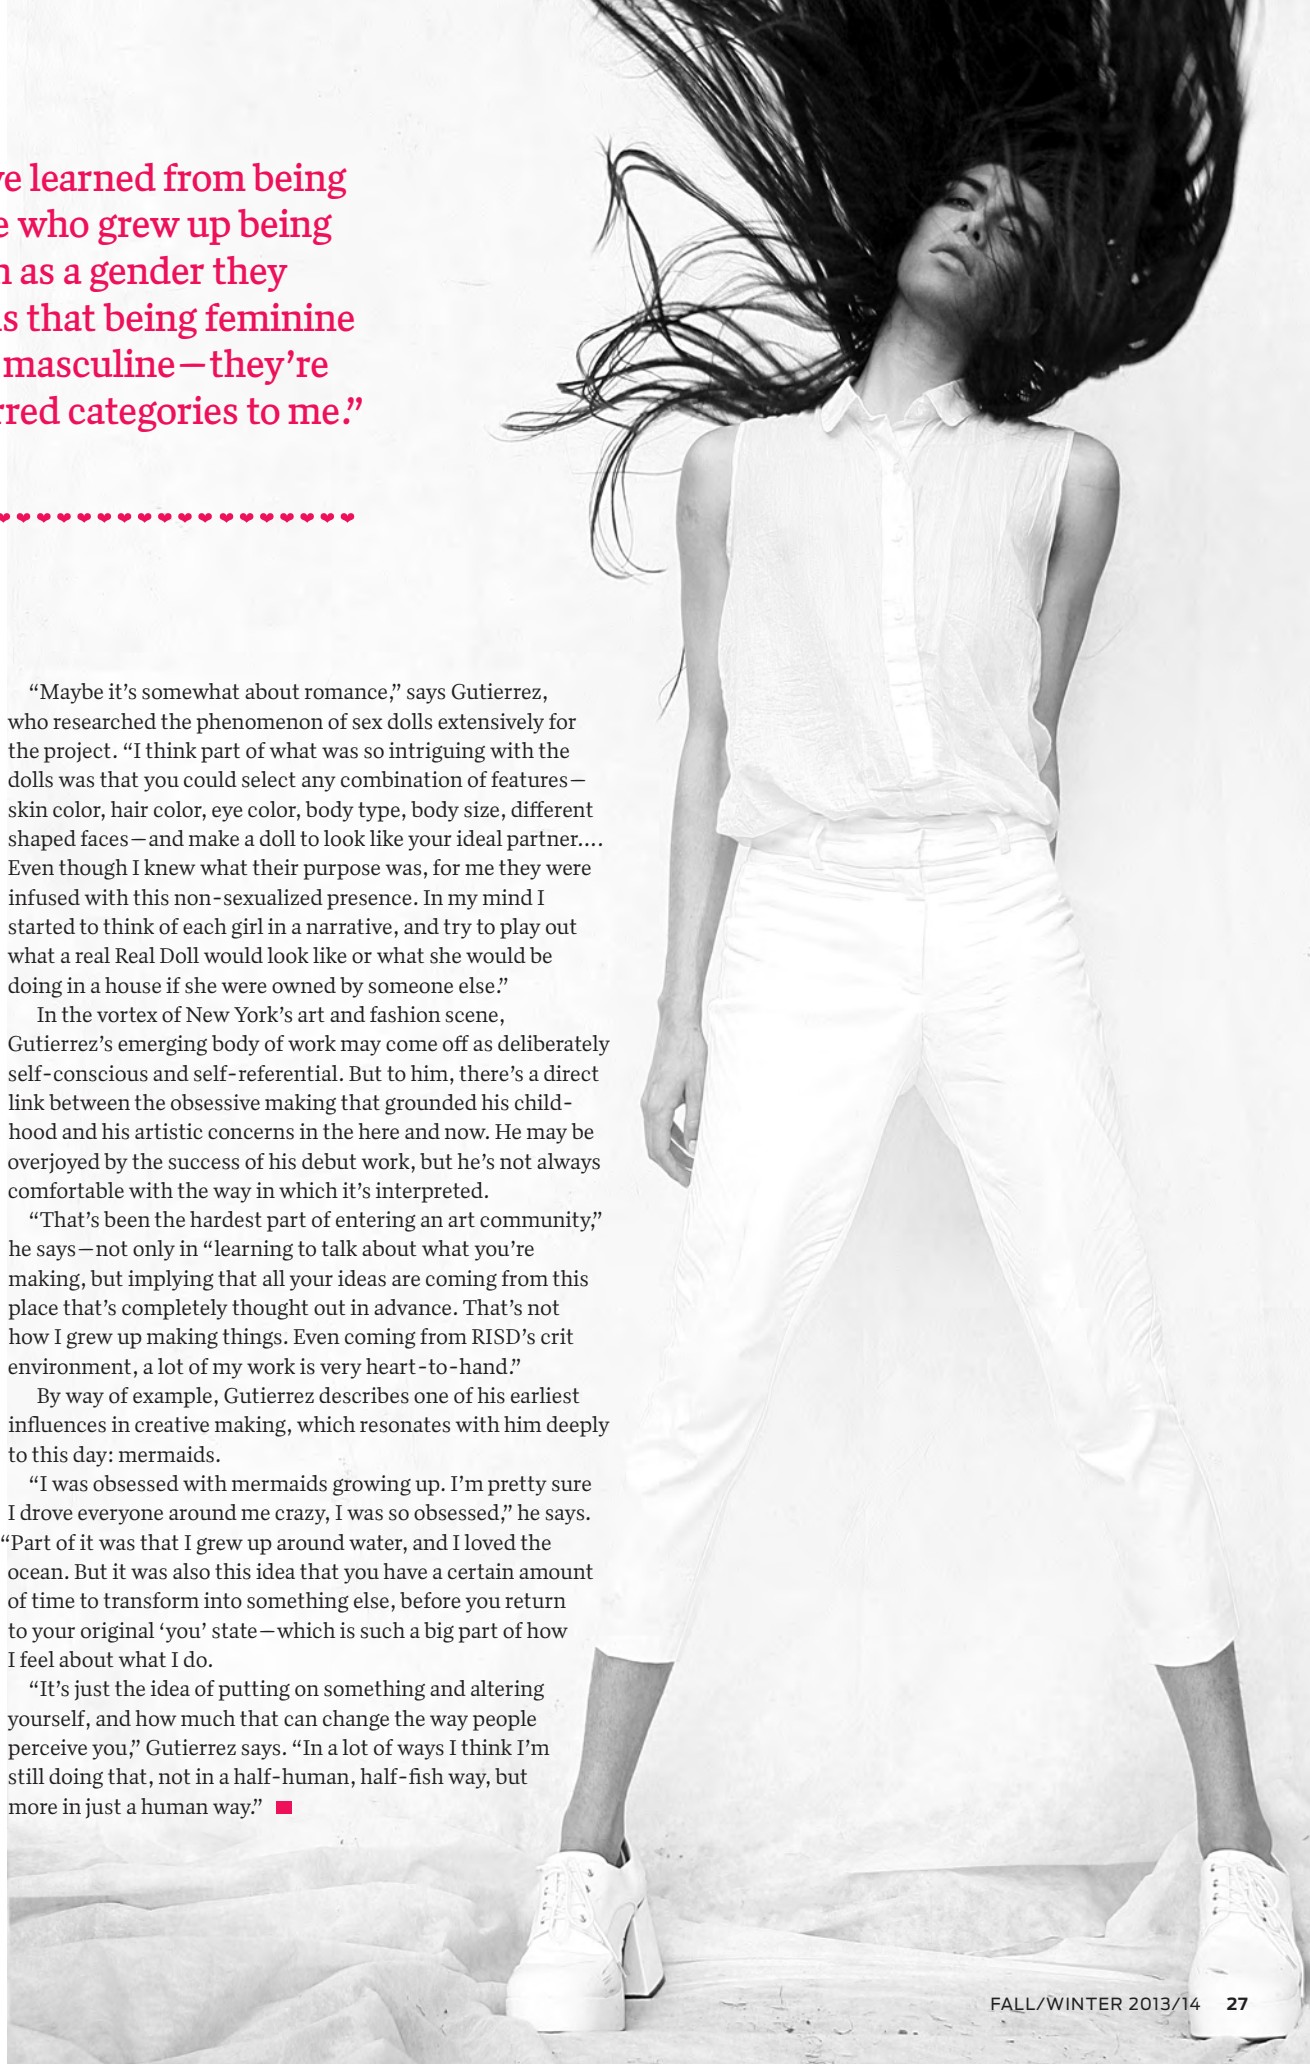 ve learned from being
e who grew up being
n as a gender they
is that being feminine
masculine—they’re
rred categories to me.”
“Maybe it’s somewhat about romance,” says Gutierrez,
who researched the phenomenon of sex dolls extensively for
the project. “I think part of what was so intriguing with the
dolls was that you could select any combination of features—
skin color, hair color, eye color, body type, body size, different
shaped faces—and make a doll to look like your ideal partner....
Even though I knew what their purpose was, for me they were
infused with this non-sexualized presence. In my mind I
started to think of each girl in a narrative, and try to play out
what a real Real Doll would look like or what she would be
doing in a house if she were owned by someone else.”
In the vortex of New York’s art and fashion scene,
Gutierrez’s emerging body of work may come off as deliberately
self-conscious and self-referential. But to him, there’s a direct
link between the obsessive making that grounded his child-
hood and his artistic concerns in the here and now. He may be
overjoyed by the success of his debut work, but he’s not always
comfortable with the way in which it’s interpreted.
“That’s been the hardest part of entering an art community,”
he says—not only in “learning to talk about what you’re
making, but implying that all your ideas are coming from this
place that’s completely thought out in advance. That’s not
how I grew up making things. Even coming from RISD’s crit
environment, a lot of my work is very heart-to-hand.”
By way of example, Gutierrez describes one of his earliest
influences in creative making, which resonates with him deeply
to this day: mermaids.
“I was obsessed with mermaids growing up. I’m pretty sure
I drove everyone around me crazy, I was so obsessed,” he says.
“Part of it was that I grew up around water, and I loved the
ocean. But it was also this idea that you have a certain amount
of time to transform into something else, before you return
to your original ‘you’ state—which is such a big part of how
I feel about what I do.
“It’s just the idea of putting on something and altering
yourself, and how much that can change the way people
perceive you,” Gutierrez says. “In a lot of ways I think I’m
still doing that, not in a half-human, half-fish way, but
more in just a human way.”
FALL/WINTER 2013/14 27